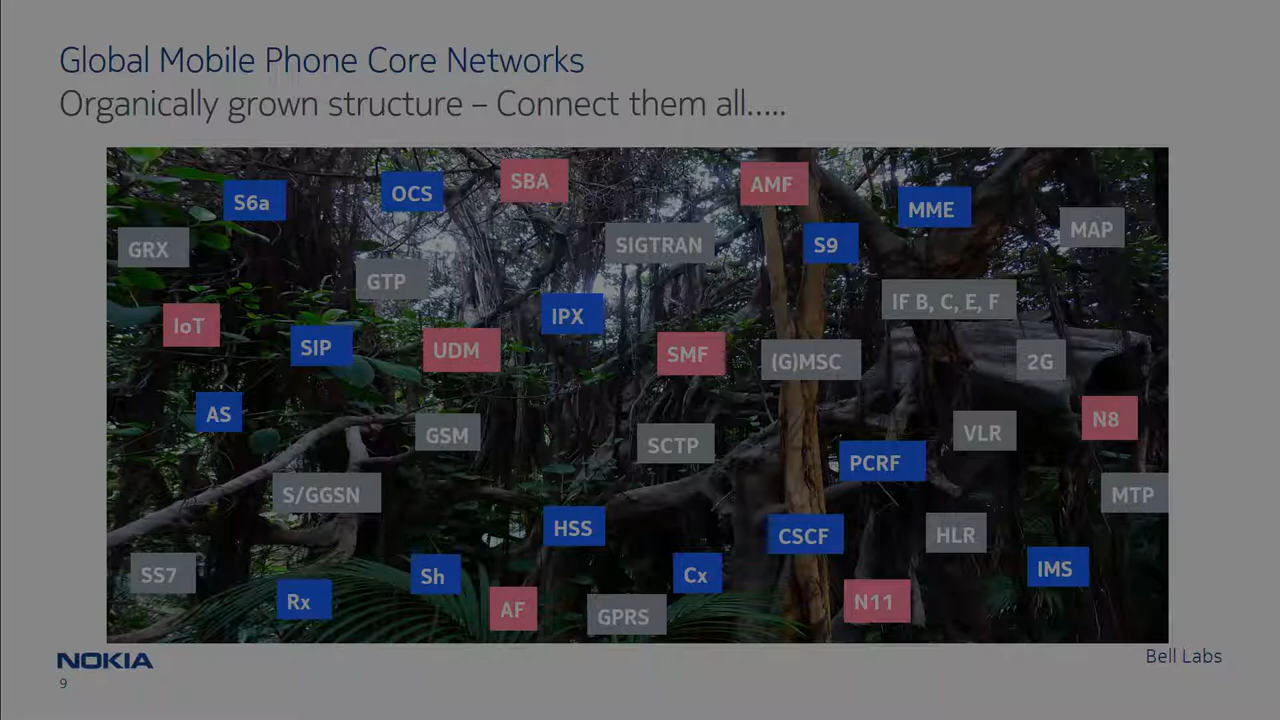 Global Mobile Phone Core Networks
Organically grown structure – Connect them all.....
S6a
OCS
SBA
AMF
MME
MAP
GRX
GTP
SIGTRAN
S9
IF B, C, E, F
IoT
SIP
UDM
IPX
SMF
(G)MSC
2G
AS
GSM
SCTP
PCRF
VLR
N8
S/GGSN
HSS
CSCF
HLR
MTP
SS7
Rx
Sh
AF
GPRS
Cx
N11
IMS
NOKIA
Bell Labs
9